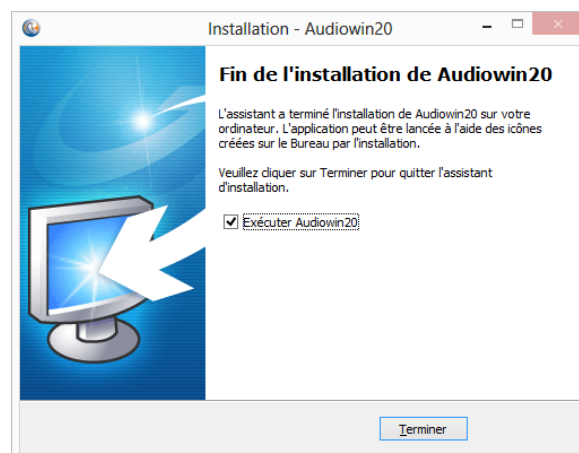 Installation - Audiowin20
Fin de l'installation de Audiowin20
L'assistant a terminé l'installation de Audiowin20 sur votre
ordinateur. L'application peut être lancée à l'aide des icônes
créées sur le Bureau par l'installation.
Veuillez cliquer sur Terminer pour quitter l'assistant
d'installation.
Exécuter Audiowin20
Terminer